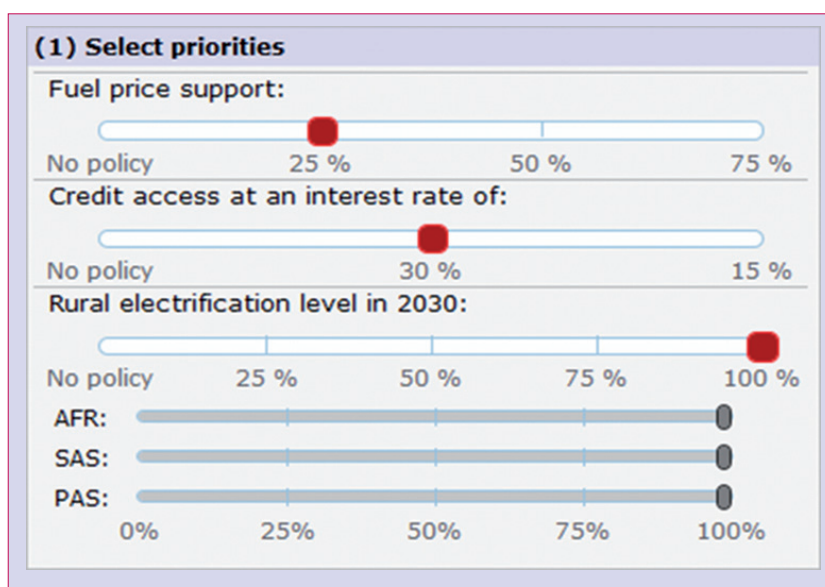 (1) Select priorities
Fuel price support:
No policy 25 % 50 % 75 %
Credit access at an interest rate of:
No policy 30 % 15 %
Rural electrification level in 2030:
No policy 25 % 50 % 75 % 100 %
AFR:
SAS:
PAS:
0% 25% 50% 75% 100%